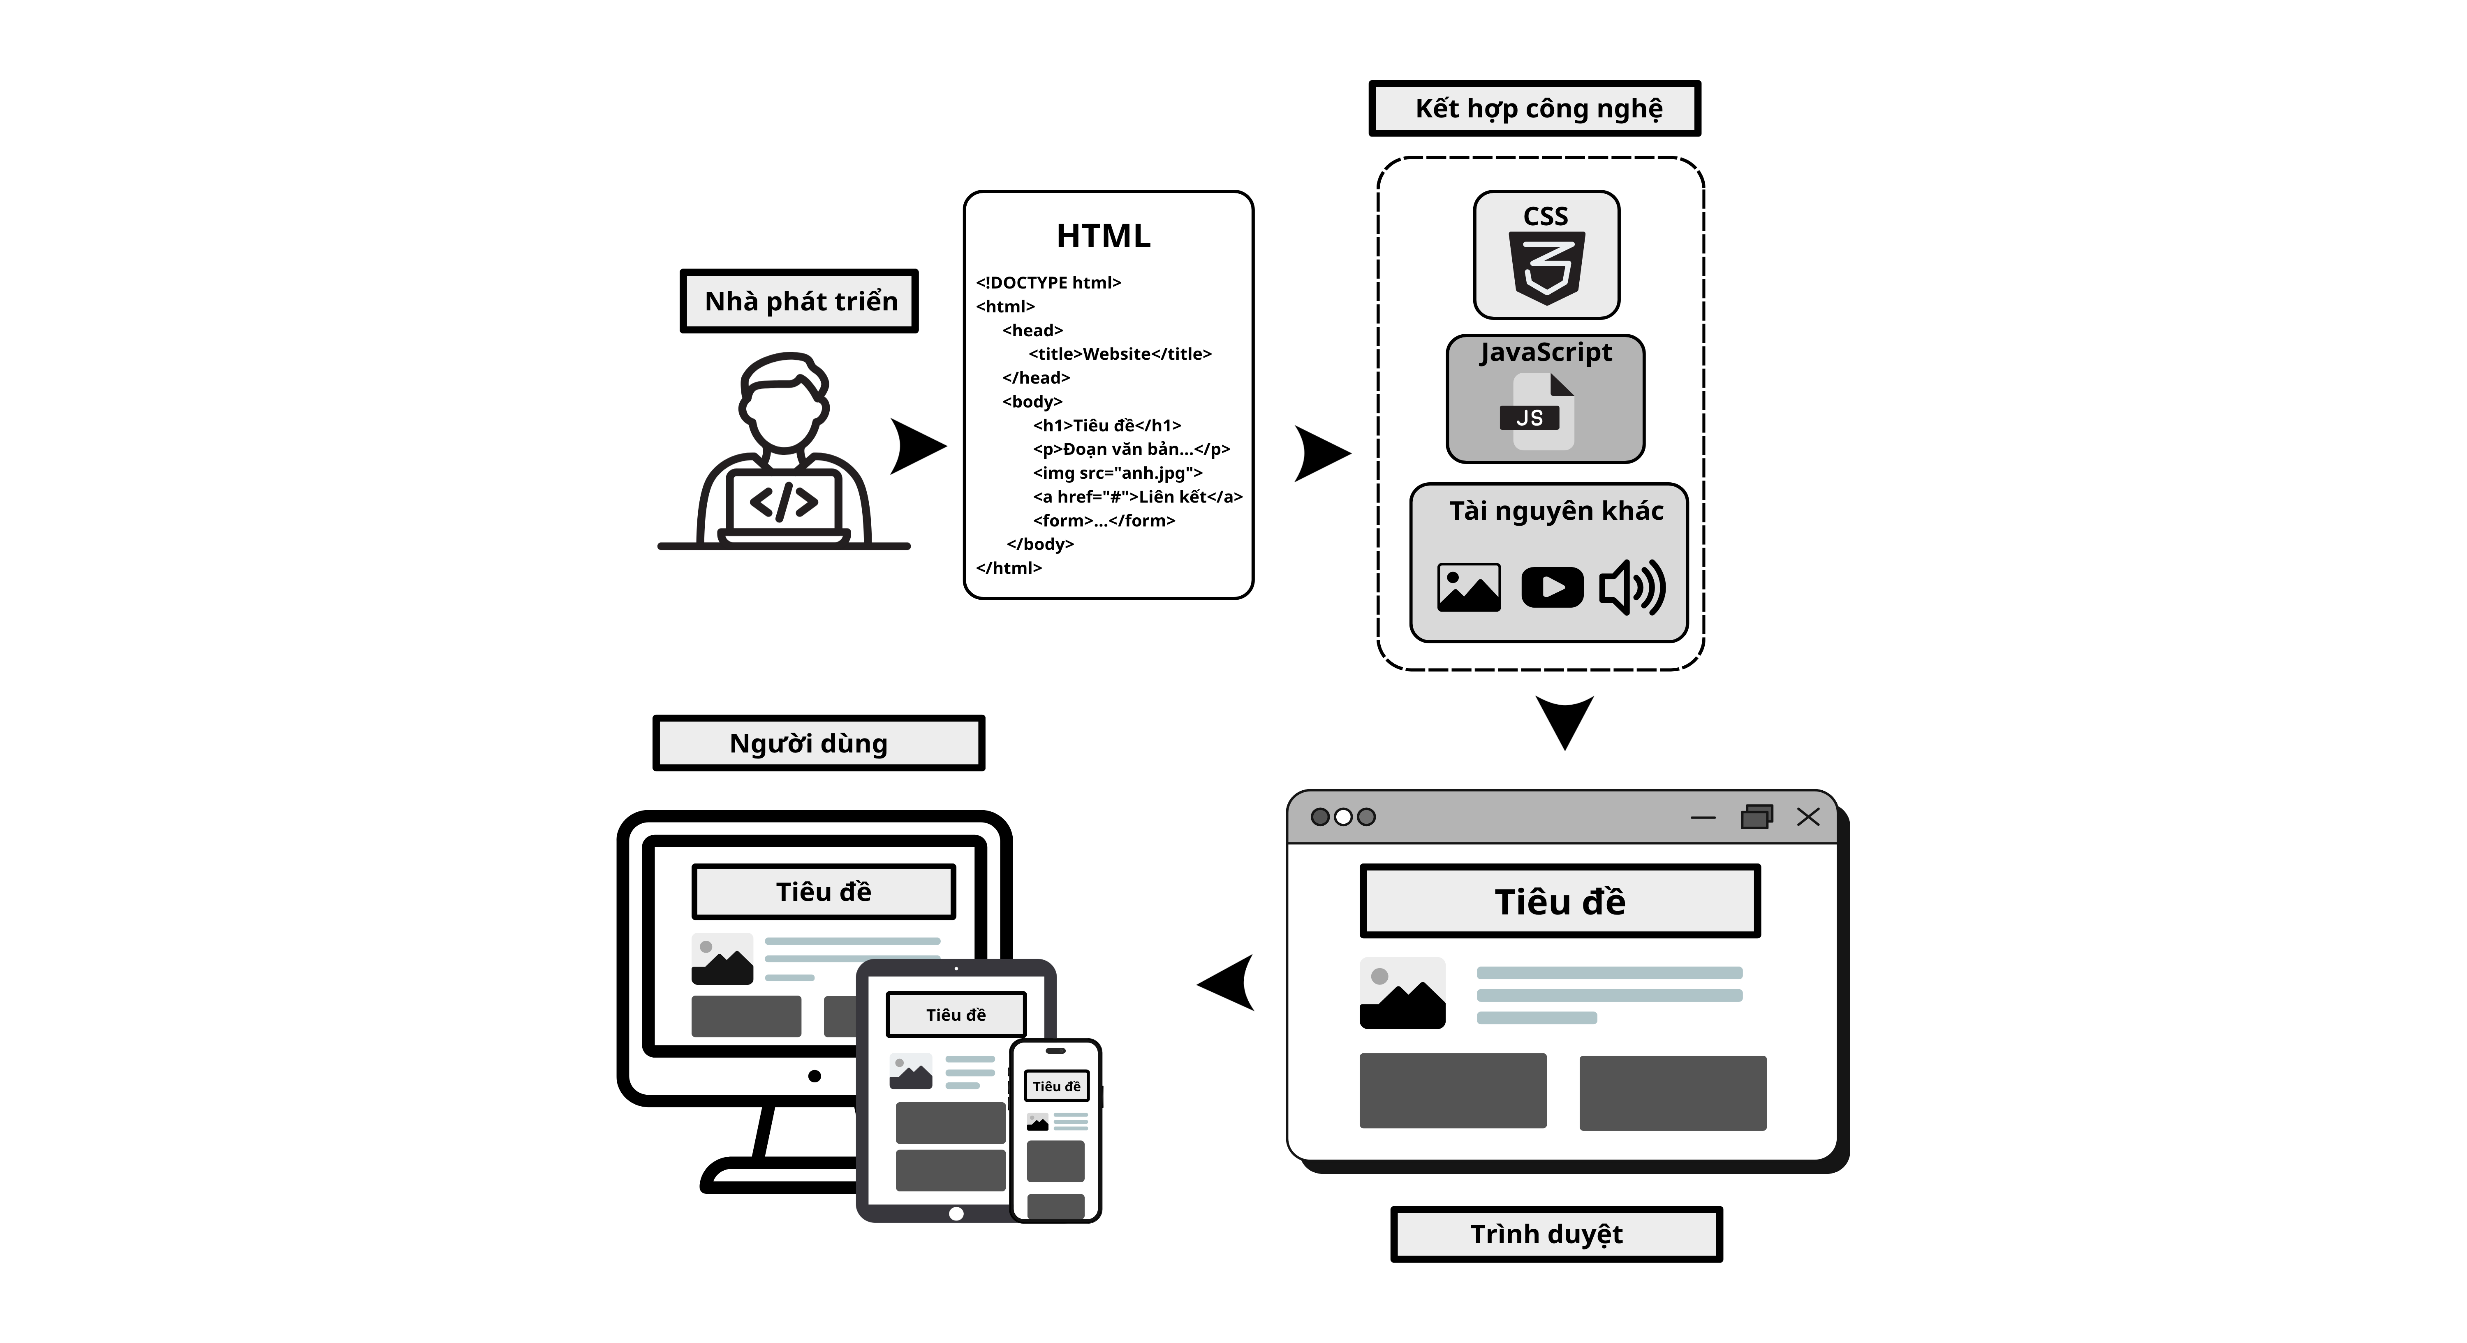 Nhà phát triển
HTML
<!DOCTYPE html>
<html>
<head>
<title>Website</title>
</head>
<body>
<h1>Tiêu đề</h1>
<p>Đoạn văn bản...</p>
<img src="anh.jpg">
<a href="#">Liên kết</a>
<form>...</form>
</body>
</html>
Kết hợp công nghệ
CSS
JavaScript
JS
Tài nguyên khác
Tiêu đề
Trình duyệt
Người dùng
Tiêu đề
Tiêu đề
Tiêu đề